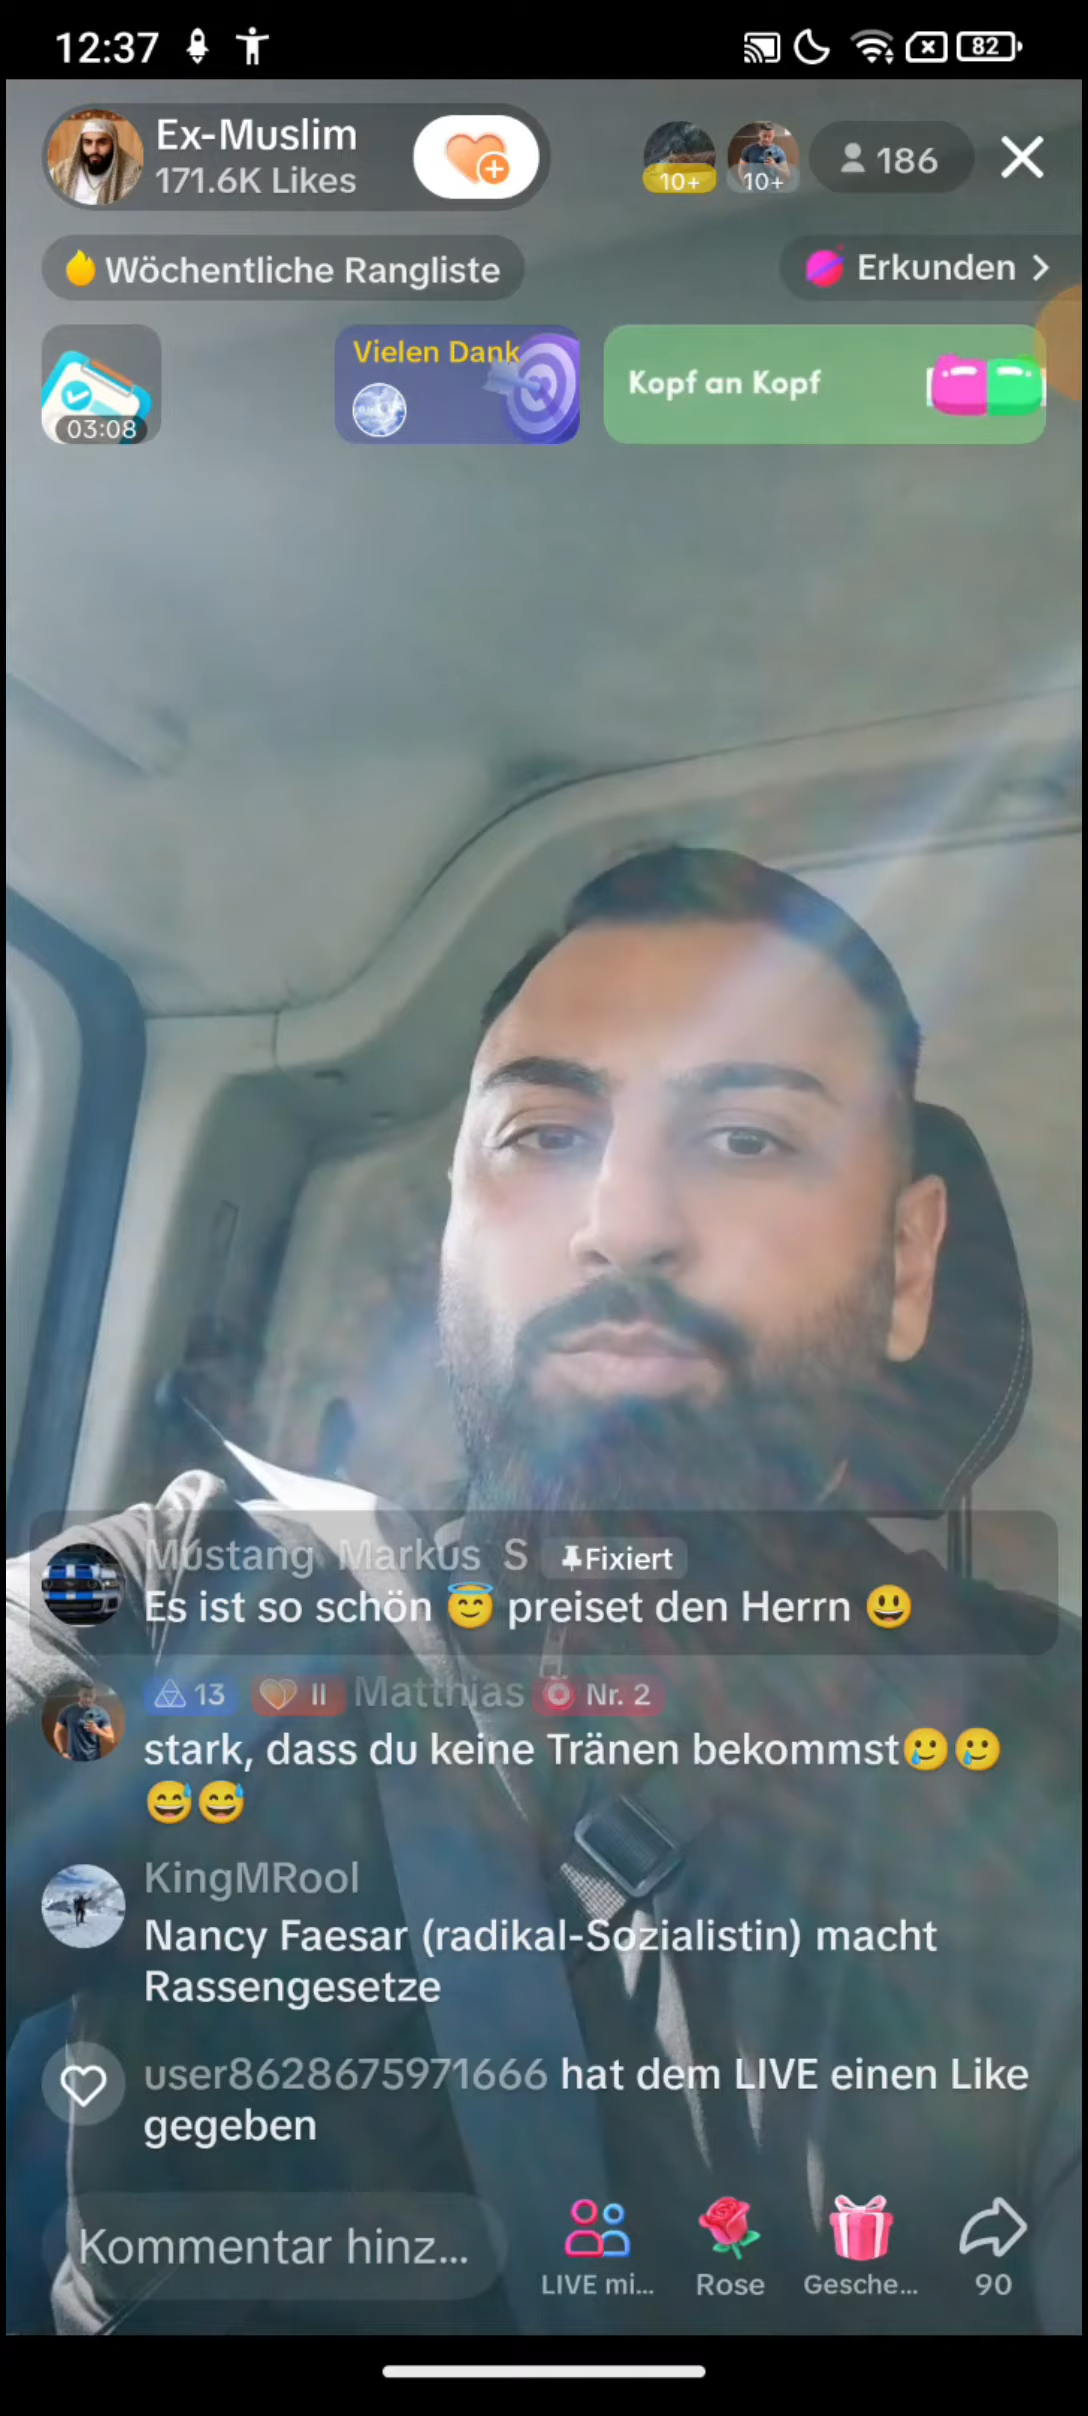 12:37
82
Ex-Muslim
171.6K Likes
10+
10+
186
Wöchentliche Rangliste
Erkunden
Vielen Dank
Kopf an Kopf
03:08
Mustang Markus S Fixiert
Es ist so schön 😇 preiset den Herrn 😃
13 II Matthias Nr. 2
stark, dass du keine Tränen bekommst🥲🥲
😅😅
KingMRool
Nancy Faesar (radikal-Sozialistin) macht
Rassengesetze
user8628675971666 hat dem LIVE einen Like
gegeben
Kommentar hinz...
LIVE mi...
Rose
Gesche...
90